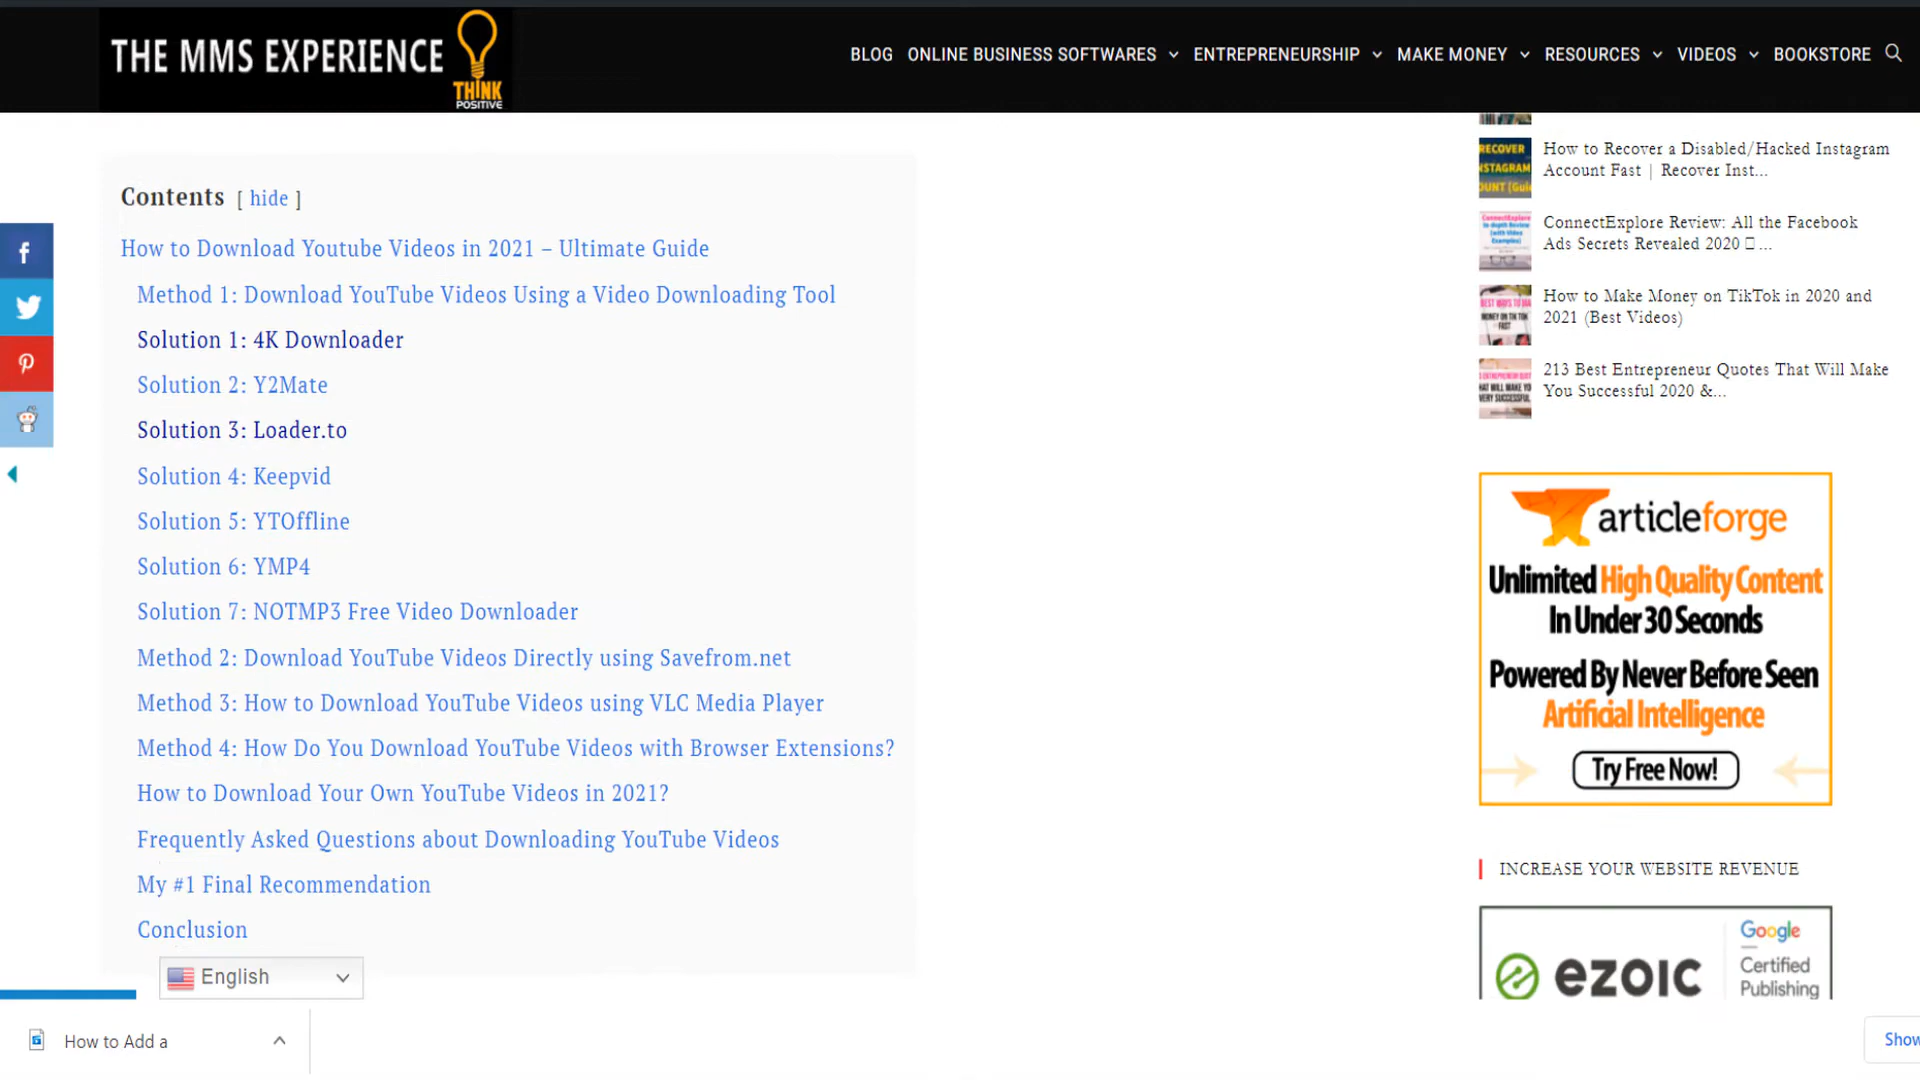 THE MMS EXPERIENCE
THINK
POSITIVE
BLOG ONLINE BUSINESS SOFTWARES ENTREPRENEURSHIP MAKE MONEY RESOURCES VIDEOS BOOKSTORE
Contents [ hide ]
How to Download Youtube Videos in 2021 – Ultimate Guide
Method 1: Download YouTube Videos Using a Video Downloading Tool
Solution 1: 4K Downloader
Solution 2: Y2Mate
Solution 3: Loader.to
Solution 4: Keepvid
Solution 5: YTOffline
Solution 6: YMP4
Solution 7: NOTMP3 Free Video Downloader
Method 2: Download YouTube Videos Directly using Savefrom.net
Method 3: How to Download YouTube Videos using VLC Media Player
Method 4: How Do You Download YouTube Videos with Browser Extensions?
How to Download Your Own YouTube Videos in 2021?
Frequently Asked Questions about Downloading YouTube Videos
My #1 Final Recommendation
Conclusion
English
How to Add a
RECOVER
How to Recover a Disabled/Hacked Instagram
Account Fast | Recover Inst...
ConnectExplore Review: All the Facebook
Ads Secrets Revealed 2020 ...
How to Make Money on TikTok in 2020 and
2021 (Best Videos)
213 Best Entrepreneur Quotes That Will Make
You Successful 2020 &...
articleforge
Unlimited High Quality Content
In Under 30 Seconds
Powered By Never Before Seen
Artificial Intelligence
Try Free Now!
INCREASE YOUR WEBSITE REVENUE
EZOIC
Google
Certified
Publishing
Show